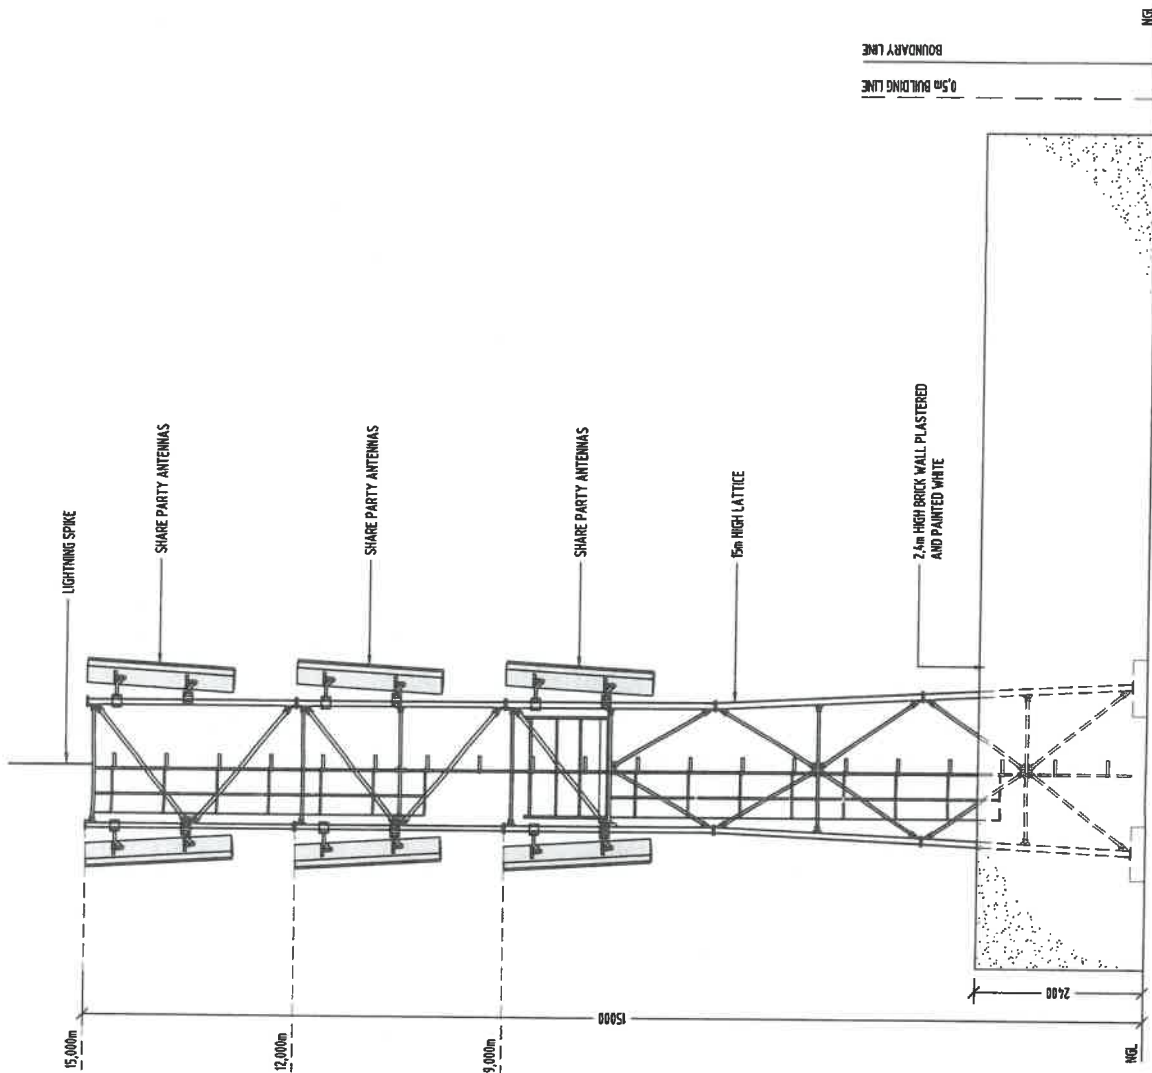 NGL
BOUNDARY LINE
0,5m BUILDING LINE
LIGHTNING SPIKE
SHARE PARTY ANTENNAS
SHARE PARTY ANTENNAS
SHARE PARTY ANTENNAS
15m HIGH LATTICE
2,4m HIGH BRICK WALL PLASTERED
AND PAINTED WHITE
15,000m
12,000m
9,000m
15000
2400
NGL